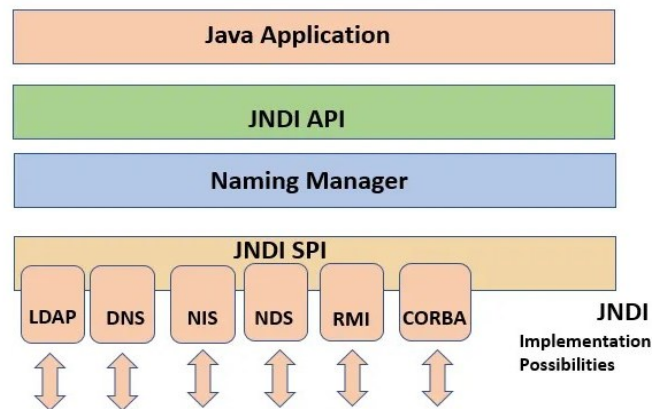 Java Application
JNDI API
Naming Manager
JNDI SPI
LDAP DNS NIS NDS RMI CORBA
JNDI
Implementation
Possibilities